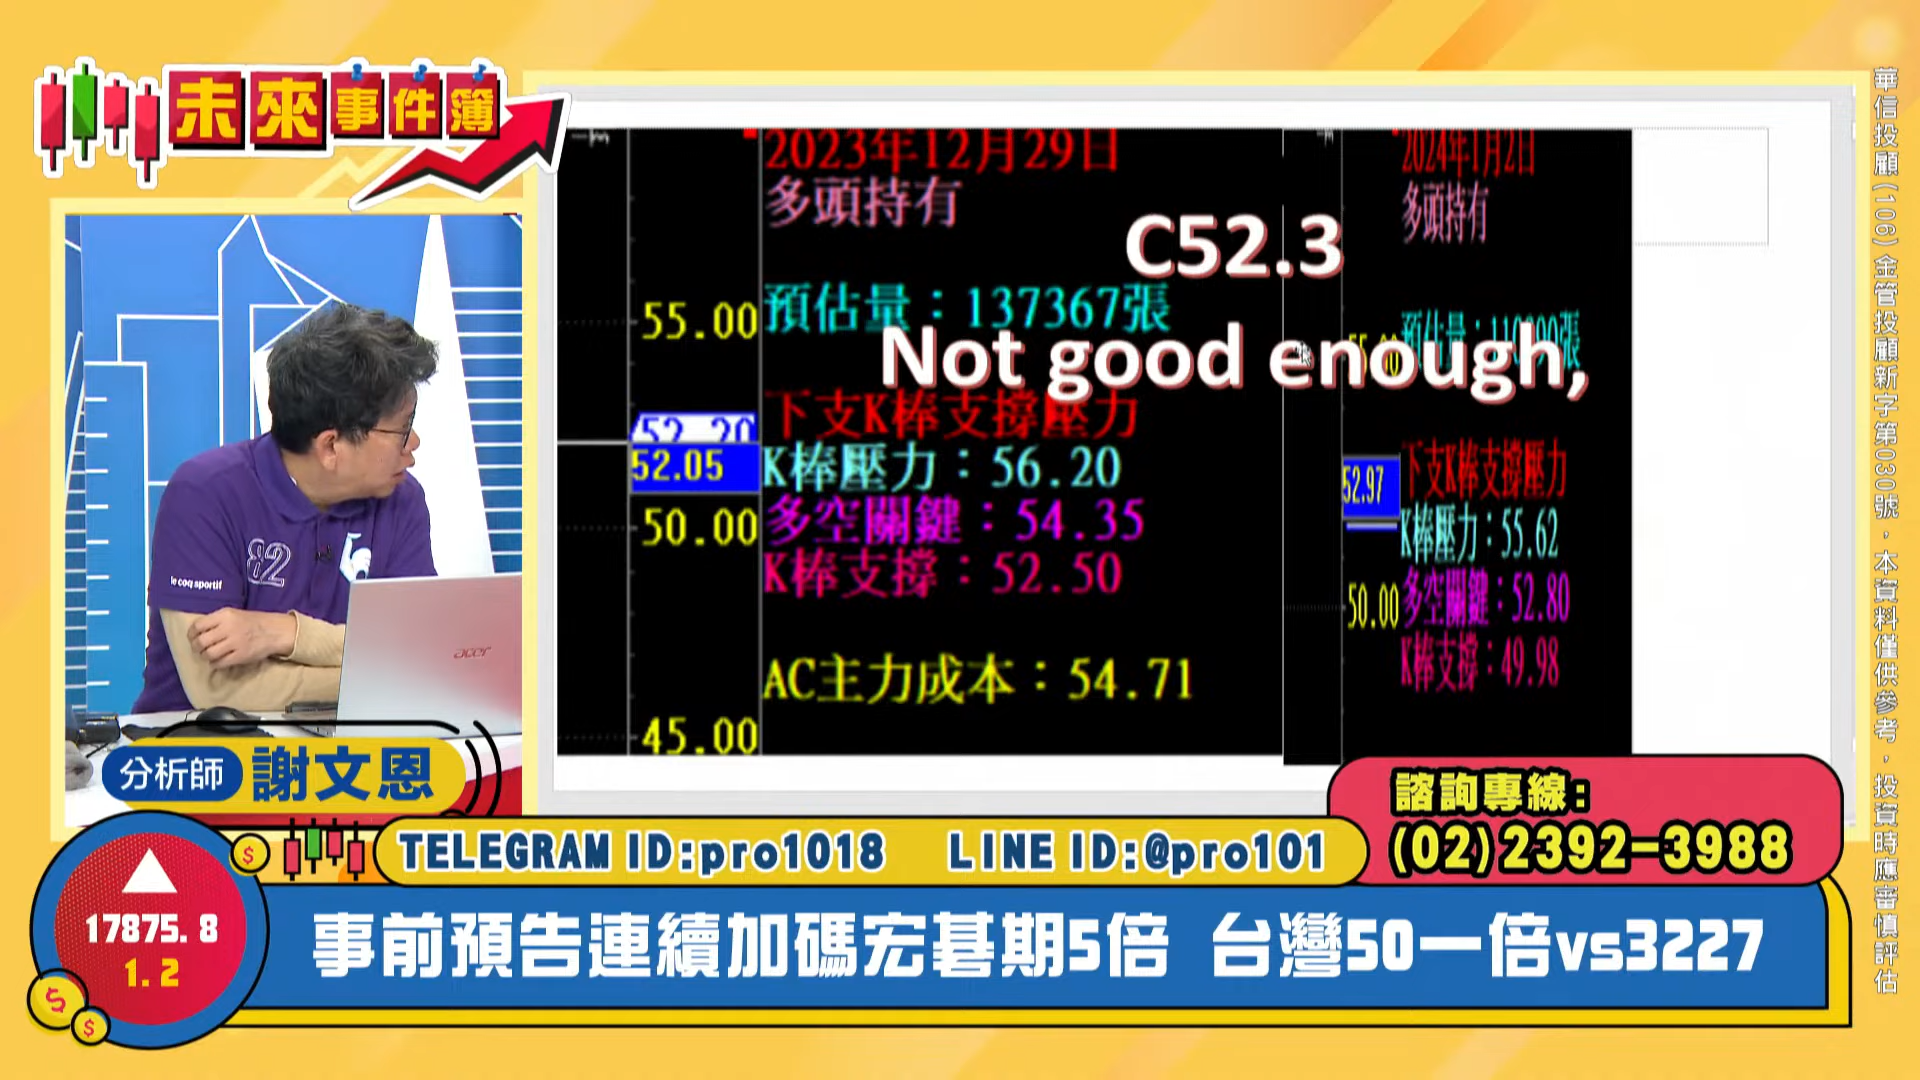 未來事件簿
2023年12月29日
多頭持有
預估量：137367張
55.00
52.20
下支K棒支撐壓力
52.05
K棒壓力：56.20
多空關鍵：54.35
50.00
K棒支撐：52.50
AC主力成本：54.71
45.00
C52.3
Not good enough,
2024年1月2日
多頭持有
52.97
下支K棒支撐壓力
K棒壓力：55.62
多空關鍵：52.80
50.00
K棒支撐：49.98
82
le coq sportif
acer
分析師 謝文恩
諮詢專線:
(02)2392-3988
TELEGRAM ID:pro1018 LINE ID:@pro101
17875.8
1.2
事前預告連續加碼宏碁期5倍 台灣50一倍vs3227
華信投顧(106)金管投顧新字第030號，本資料僅供參考，投資時應審慎評估